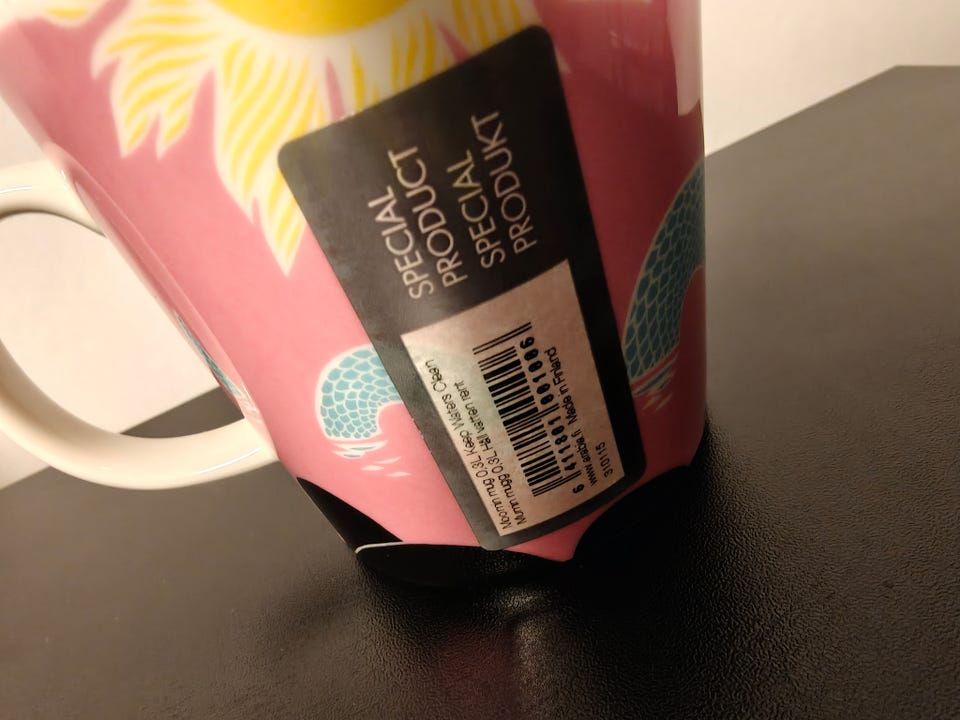 SPECIAL
PRODUCT
SPECIAL
PRODUKT
Moomin mug 0,3L Keep Waters Clean
Mumin mugg 0,3L Håll vatten rent
6 411801 001006
www.arabia.fi Made in Finland
310115